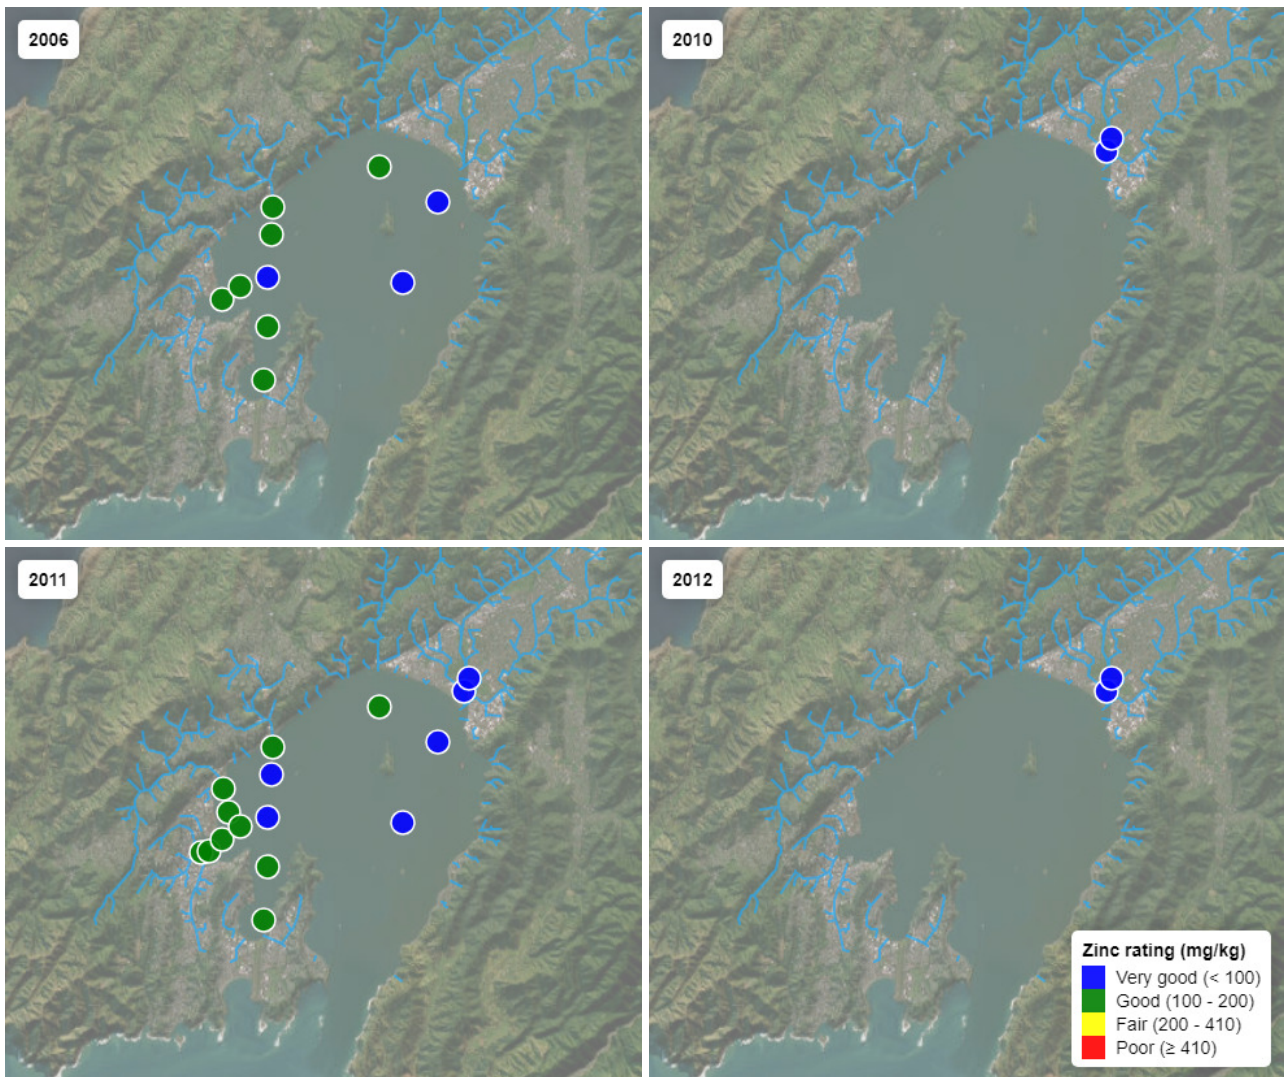 2006
2010
2011
2012
Zinc rating (mg/kg)
Very good (< 100)
Good (100 - 200)
Fair (200 - 410)
Poor (≥ 410)